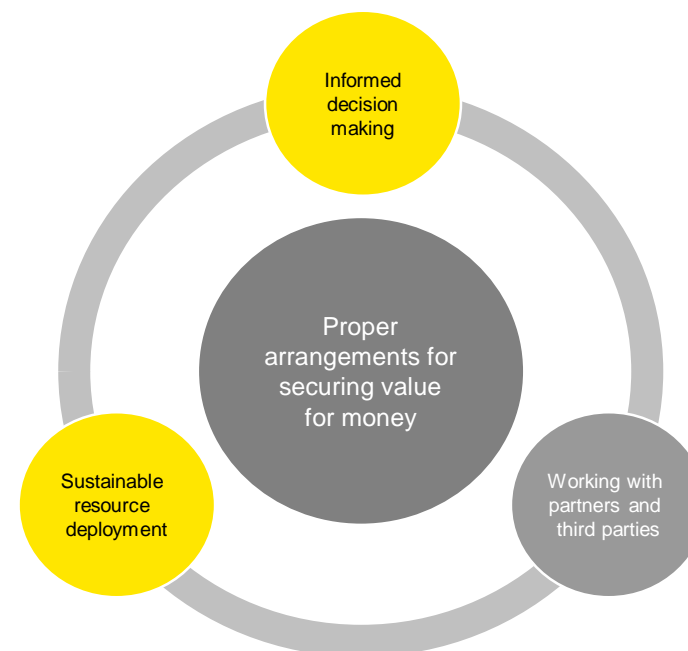 Informed
decision
making
Proper
arrangements for
securing value
for money
Sustainable
resource
deployment
Working with
partners and
third parties